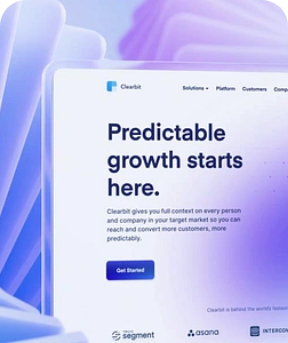 Clearbit
Solutions Platform Customers Comp
Predictable
growth starts
here.
Clearbit gives you full context on every person
and company in your target market so you can
reach and convert more customers, more
predictably.
Get Started
Clearbit is behind the worlds fastest
segment asana INTERCOM